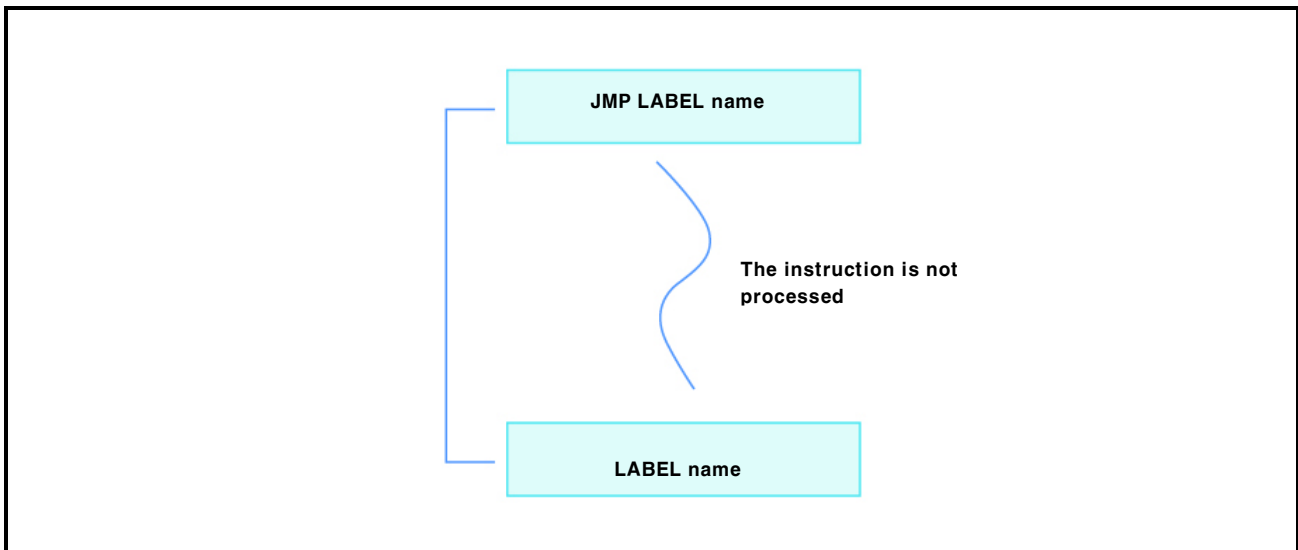 JMP LABEL name
The instruction is not
processed
LABEL name